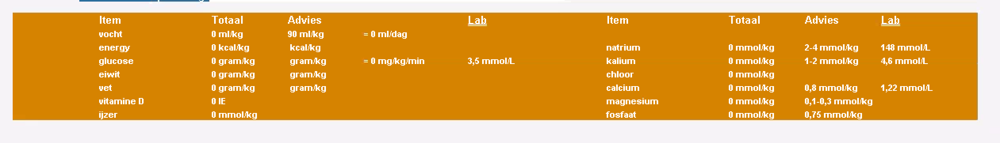 Item Totaal Advies Lab Item Totaal Advies Lab
vocht 0 ml/kg 90 ml/kg = 0 ml/dag
energy 0 kcal/kg kcal/kg natrium 0 mmol/kg 2-4 mmol/kg 148 mmol/L
glucose 0 gram/kg gram/kg = 0 mg/kg/min 3,5 mmol/L kalium 0 mmol/kg 1-2 mmol/kg 4,6 mmol/L
eiwit 0 gram/kg gram/kg chloor 0 mmol/kg
vet 0 gram/kg gram/kg calcium 0 mmol/kg 0,8 mmol/kg 1,22 mmol/L
vitamine D 0 IE magnesium 0 mmol/kg 0,1-0,3 mmol/kg
ijzer 0 mmol/kg fosfaat 0 mmol/kg 0,75 mmol/kg